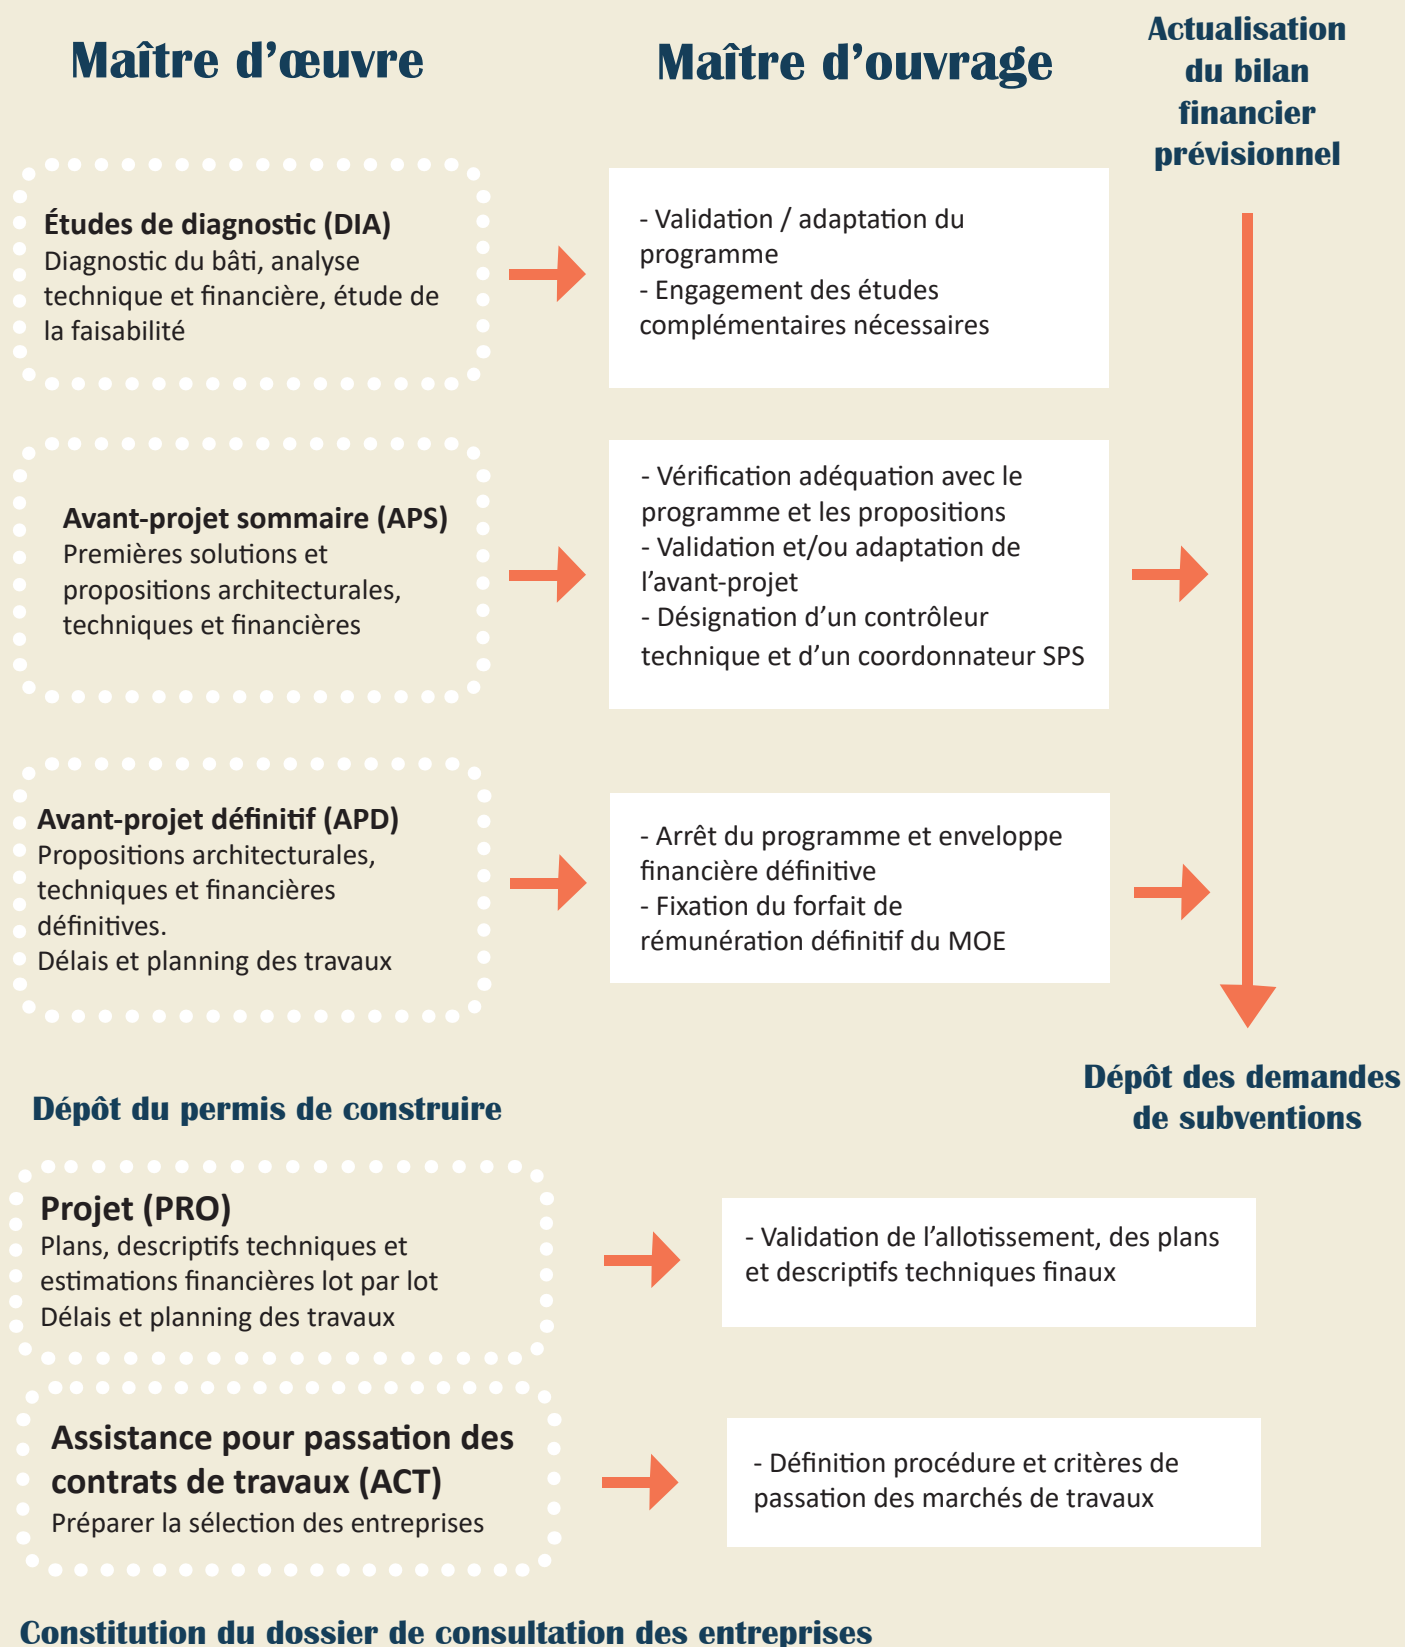 Maître d’œuvre
Maître d’ouvrage
Actualisation
du bilan
financier
prévisionnel
Études de diagnostic (DIA)
Diagnostic du bâti, analyse
technique et financière, étude de
la faisabilité
- Validation / adaptation du
programme
- Engagement des études
complémentaires nécessaires
Avant-projet sommaire (APS)
Premières solutions et
propositions architecturales,
techniques et financières
- Vérification adéquation avec le
programme et les propositions
- Validation et/ou adaptation de
l’avant-projet
- Désignation d’un contrôleur
technique et d’un coordonnateur SPS
Avant-projet définitif (APD)
Propositions architecturales,
techniques et financières
définitives.
Délais et planning des travaux
- Arrêt du programme et enveloppe
financière définitive
- Fixation du forfait de
rémunération définitif du MOE
Dépôt des demandes
de subventions
Dépôt du permis de construire
Projet (PRO)
Plans, descriptifs techniques et
estimations financières lot par lot
Délais et planning des travaux
- Validation de l’allotissement, des plans
et descriptifs techniques finaux
Assistance pour passation des
contrats de travaux (ACT)
Préparer la sélection des entreprises
- Définition procédure et critères de
passation des marchés de travaux
Constitution du dossier de consultation des entreprises